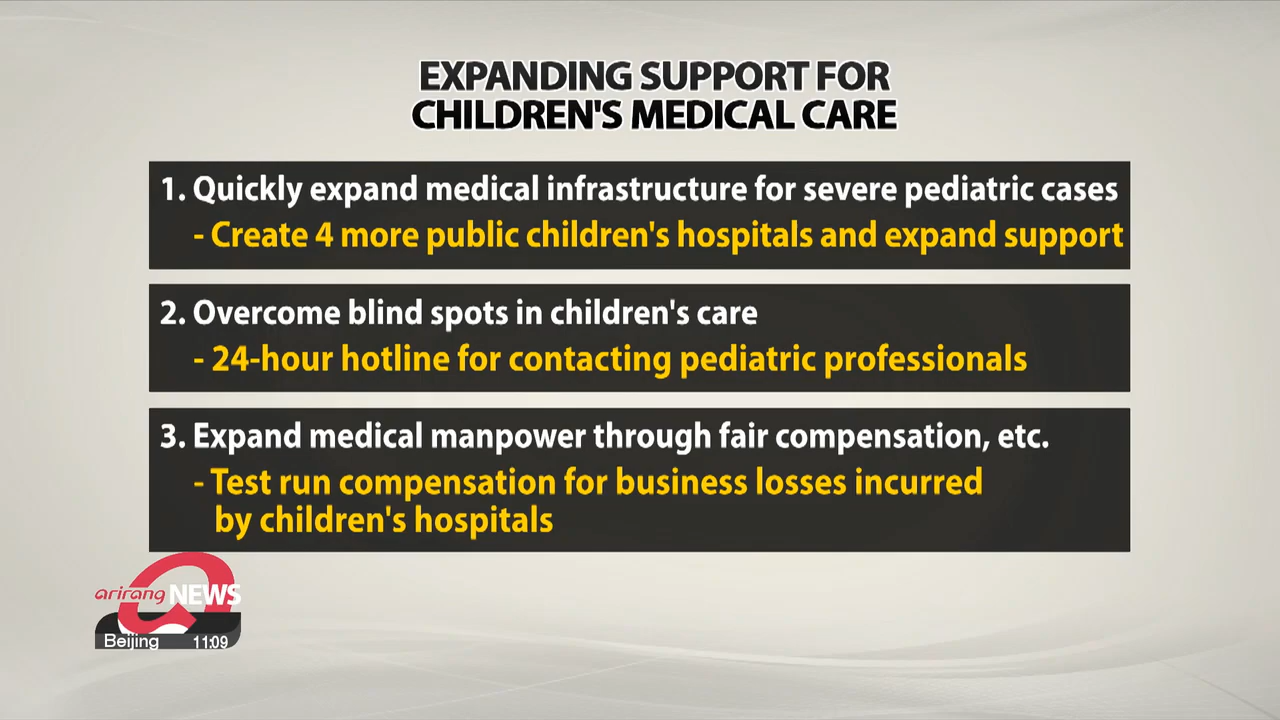 EXPANDING SUPPORT FOR
CHILDREN'S MEDICAL CARE
1. Quickly expand medical infrastructure for severe pediatric cases
- Create 4 more public children's hospitals and expand support
2. Overcome blind spots in children's care
- 24-hour hotline for contacting pediatric professionals
3. Expand medical manpower through fair compensation, etc.
- Test run compensation for business losses incurred
by children's hospitals
arirang NEWS
Beijing 11:09